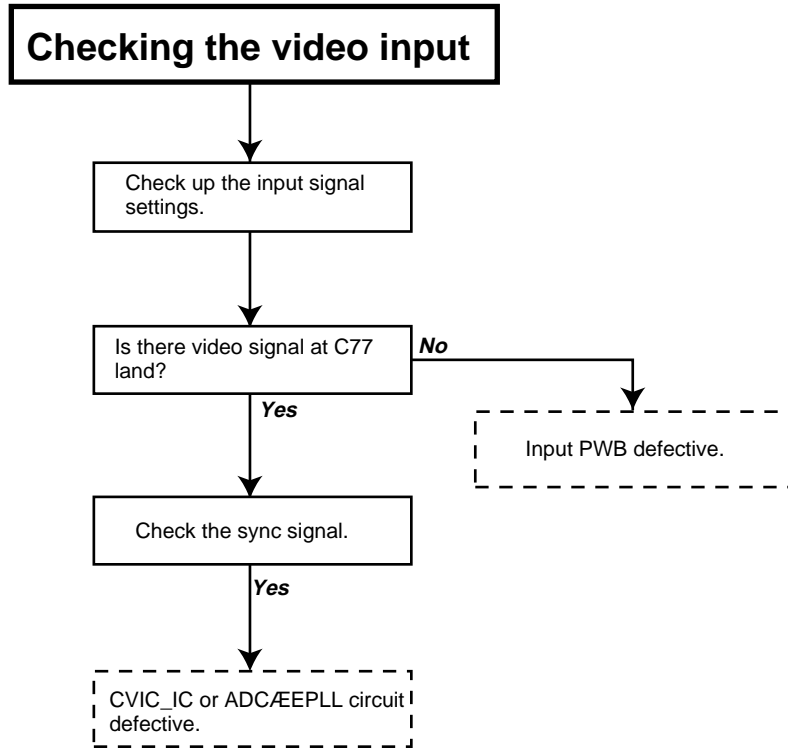 Checking the video input
Check up the input signal
settings.
Is there video signal at C77
land?
No
Yes
Input PWB defective.
Check the sync signal.
Yes
CVIC_IC or ADCÆEPLL circuit
defective.